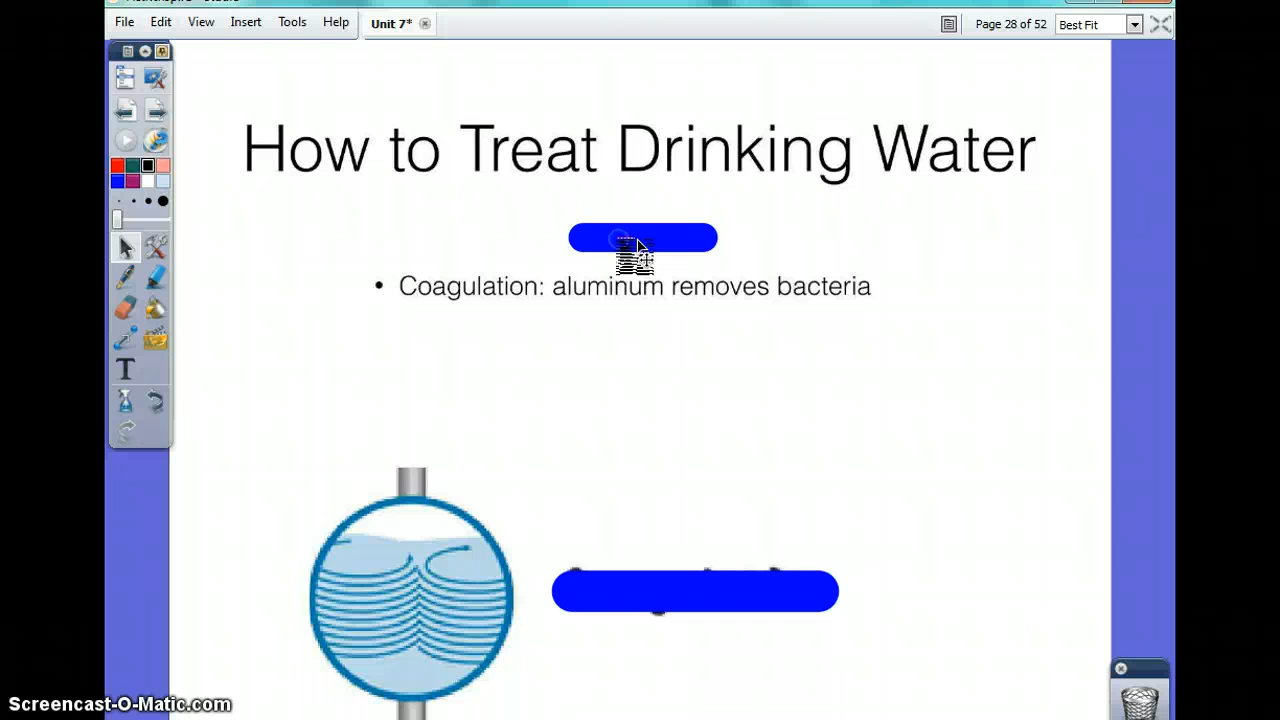 File Edit View Insert Tools Help Unit 7* Page 28 of 52 Best Fit
How to Treat Drinking Water
• Coagulation: aluminum removes bacteria
T
Screencast-O-Matic.com